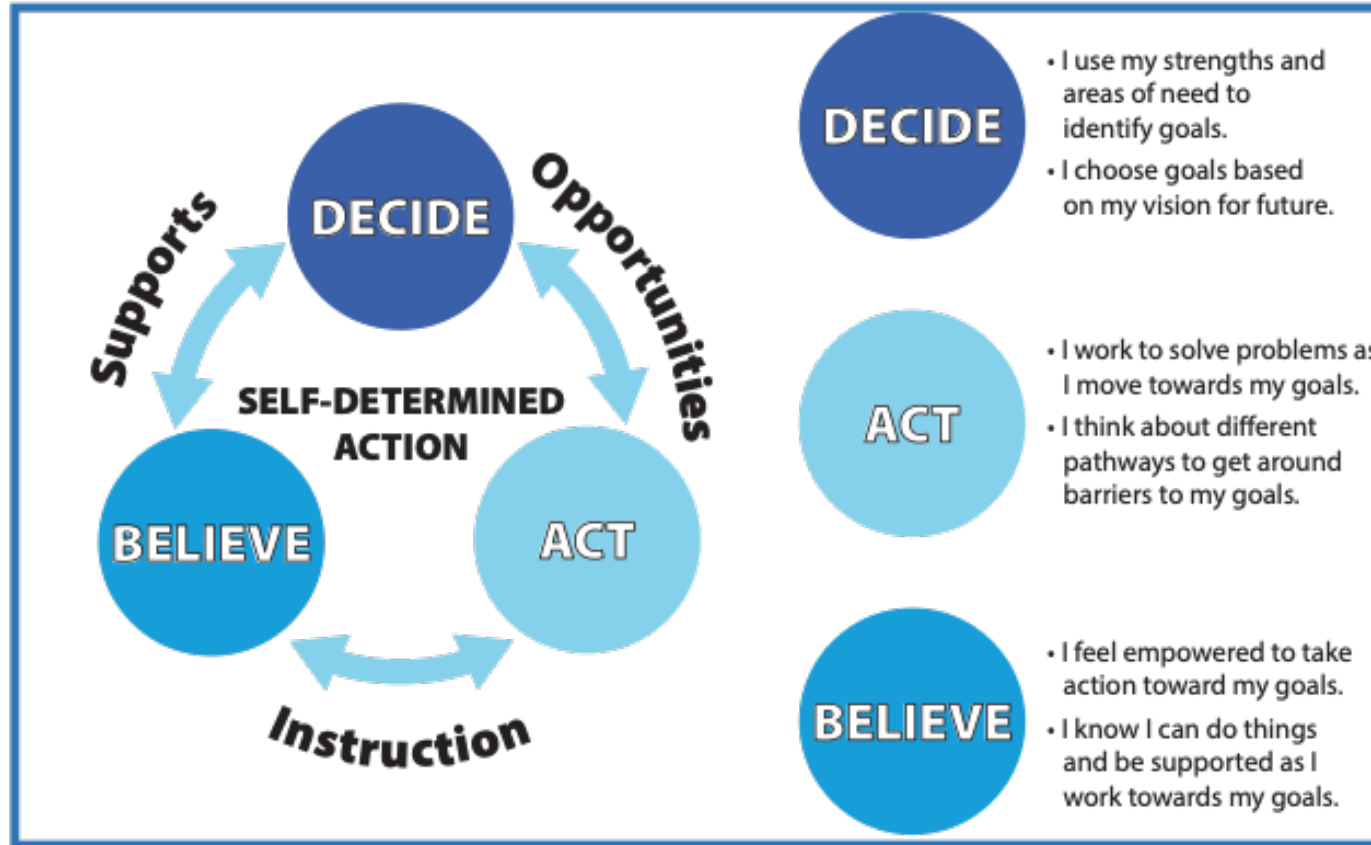 Supports
Opportunities
DECIDE
SELF-DETERMINED
ACTION
BELIEVE
ACT
Instruction
DECIDE
• I use my strengths and
areas of need to
identify goals.
• I choose goals based
on my vision for future.
ACT
• I work to solve problems as
I move towards my goals.
• I think about different
pathways to get around
barriers to my goals.
BELIEVE
• I feel empowered to take
action toward my goals.
• I know I can do things
and be supported as I
work towards my goals.